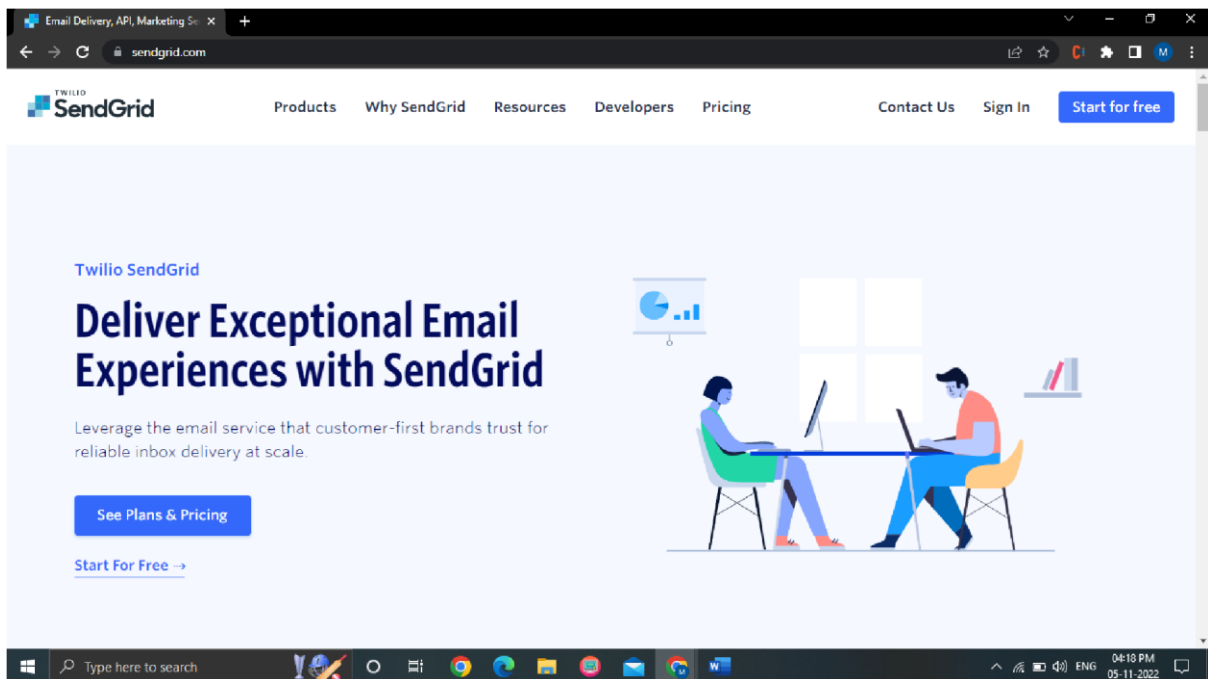 Email Delivery, API, Marketing Se
sendgrid.com
M
TWILIO
SendGrid
Products
Why SendGrid
Resources
Developers
Pricing
Contact Us
Sign In
Start for free
Twilio SendGrid
Deliver Exceptional Email
Experiences with SendGrid
Leverage the email service that customer-first brands trust for
reliable inbox delivery at scale.
See Plans & Pricing
Start For Free →
Type here to search
ENG
04:18 PM
05-11-2022